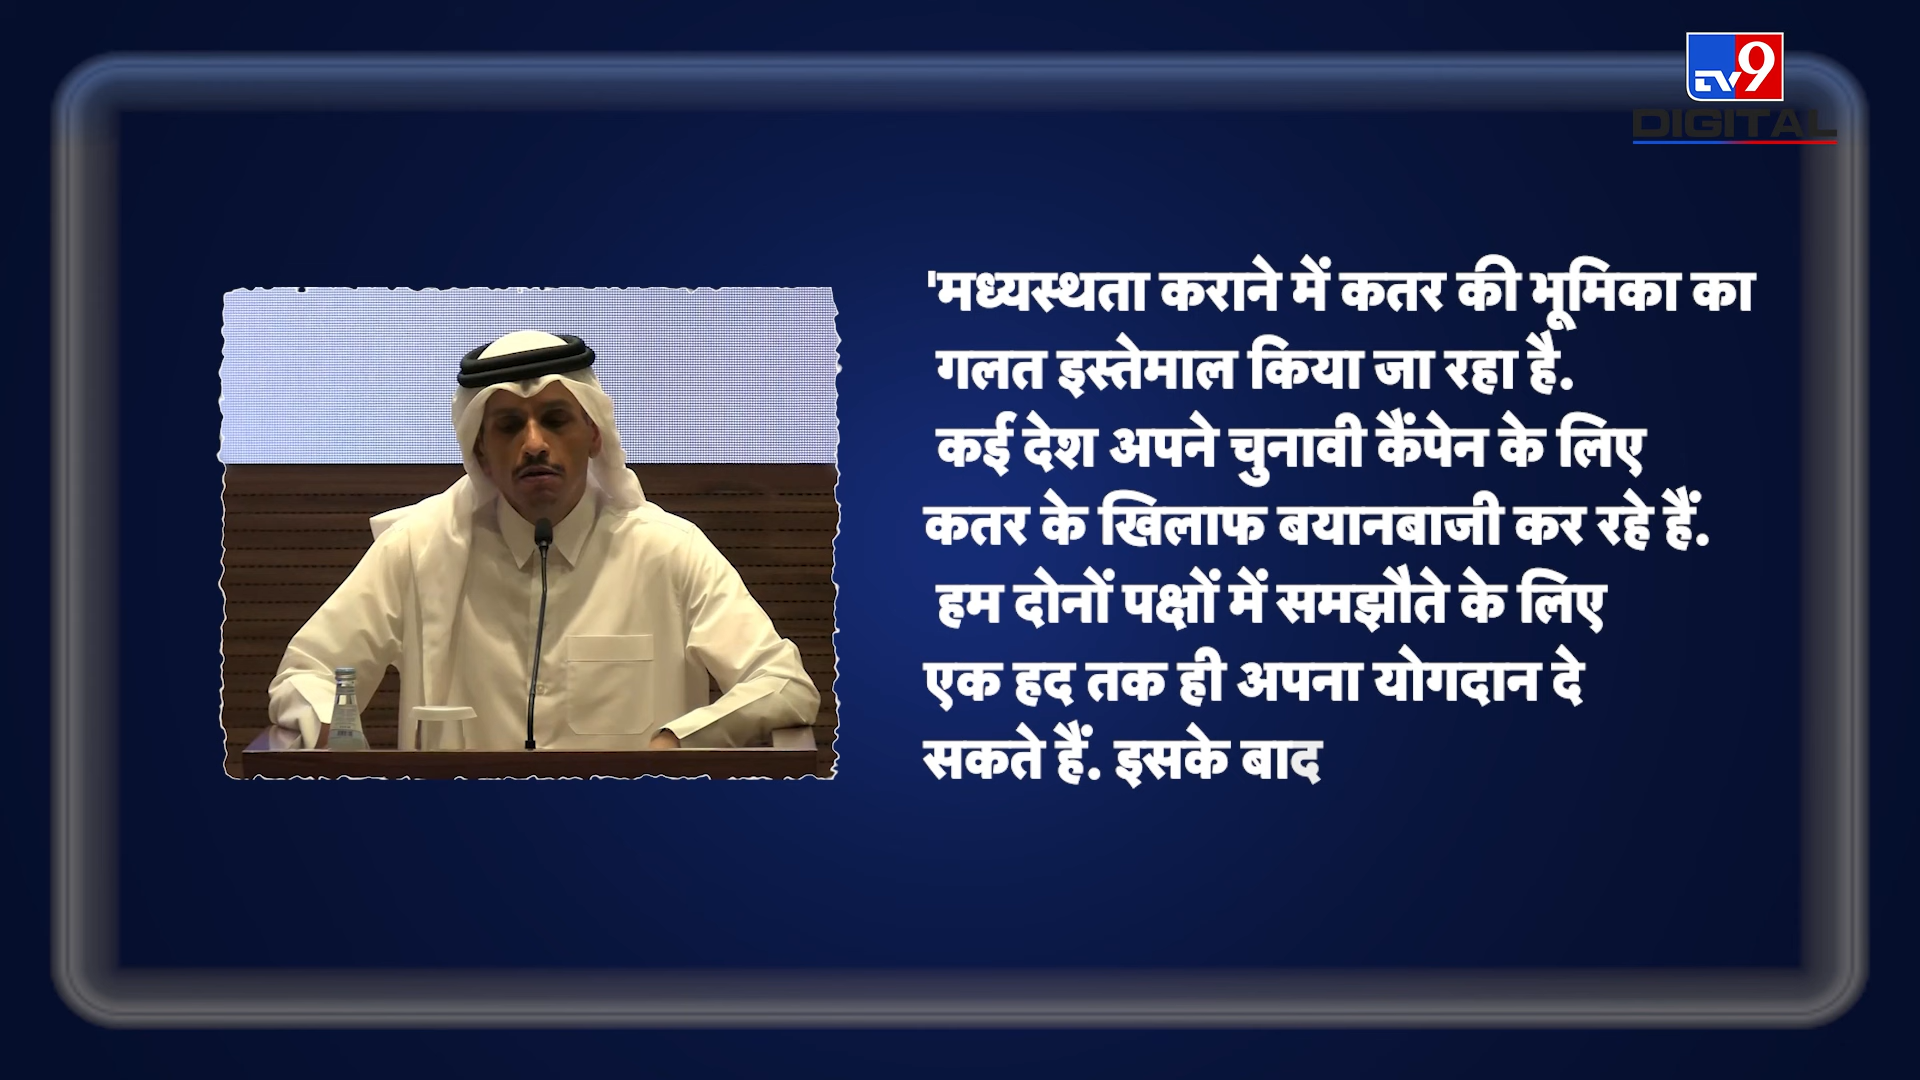 TV9
DIGITAL
'मध्यस्थता कराने में कतर की भूमिका का
गलत इस्तेमाल किया जा रहा है.
कई देश अपने चुनावी कैंपेन के लिए
कतर के खिलाफ बयानबाजी कर रहे हैं.
हम दोनों पक्षों में समझौते के लिए
एक हद तक ही अपना योगदान दे
सकते हैं. इसके बाद